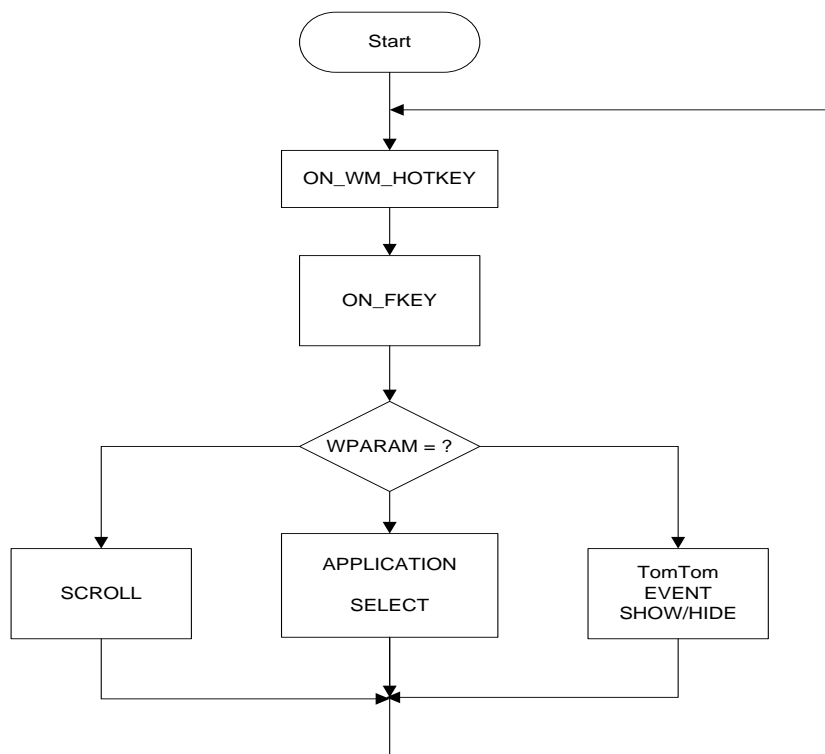 Start
ON_WM_HOTKEY
ON_FKEY
WPARAM = ?
SCROLL
APPLICATION
SELECT
TomTom
EVENT
SHOW/HIDE